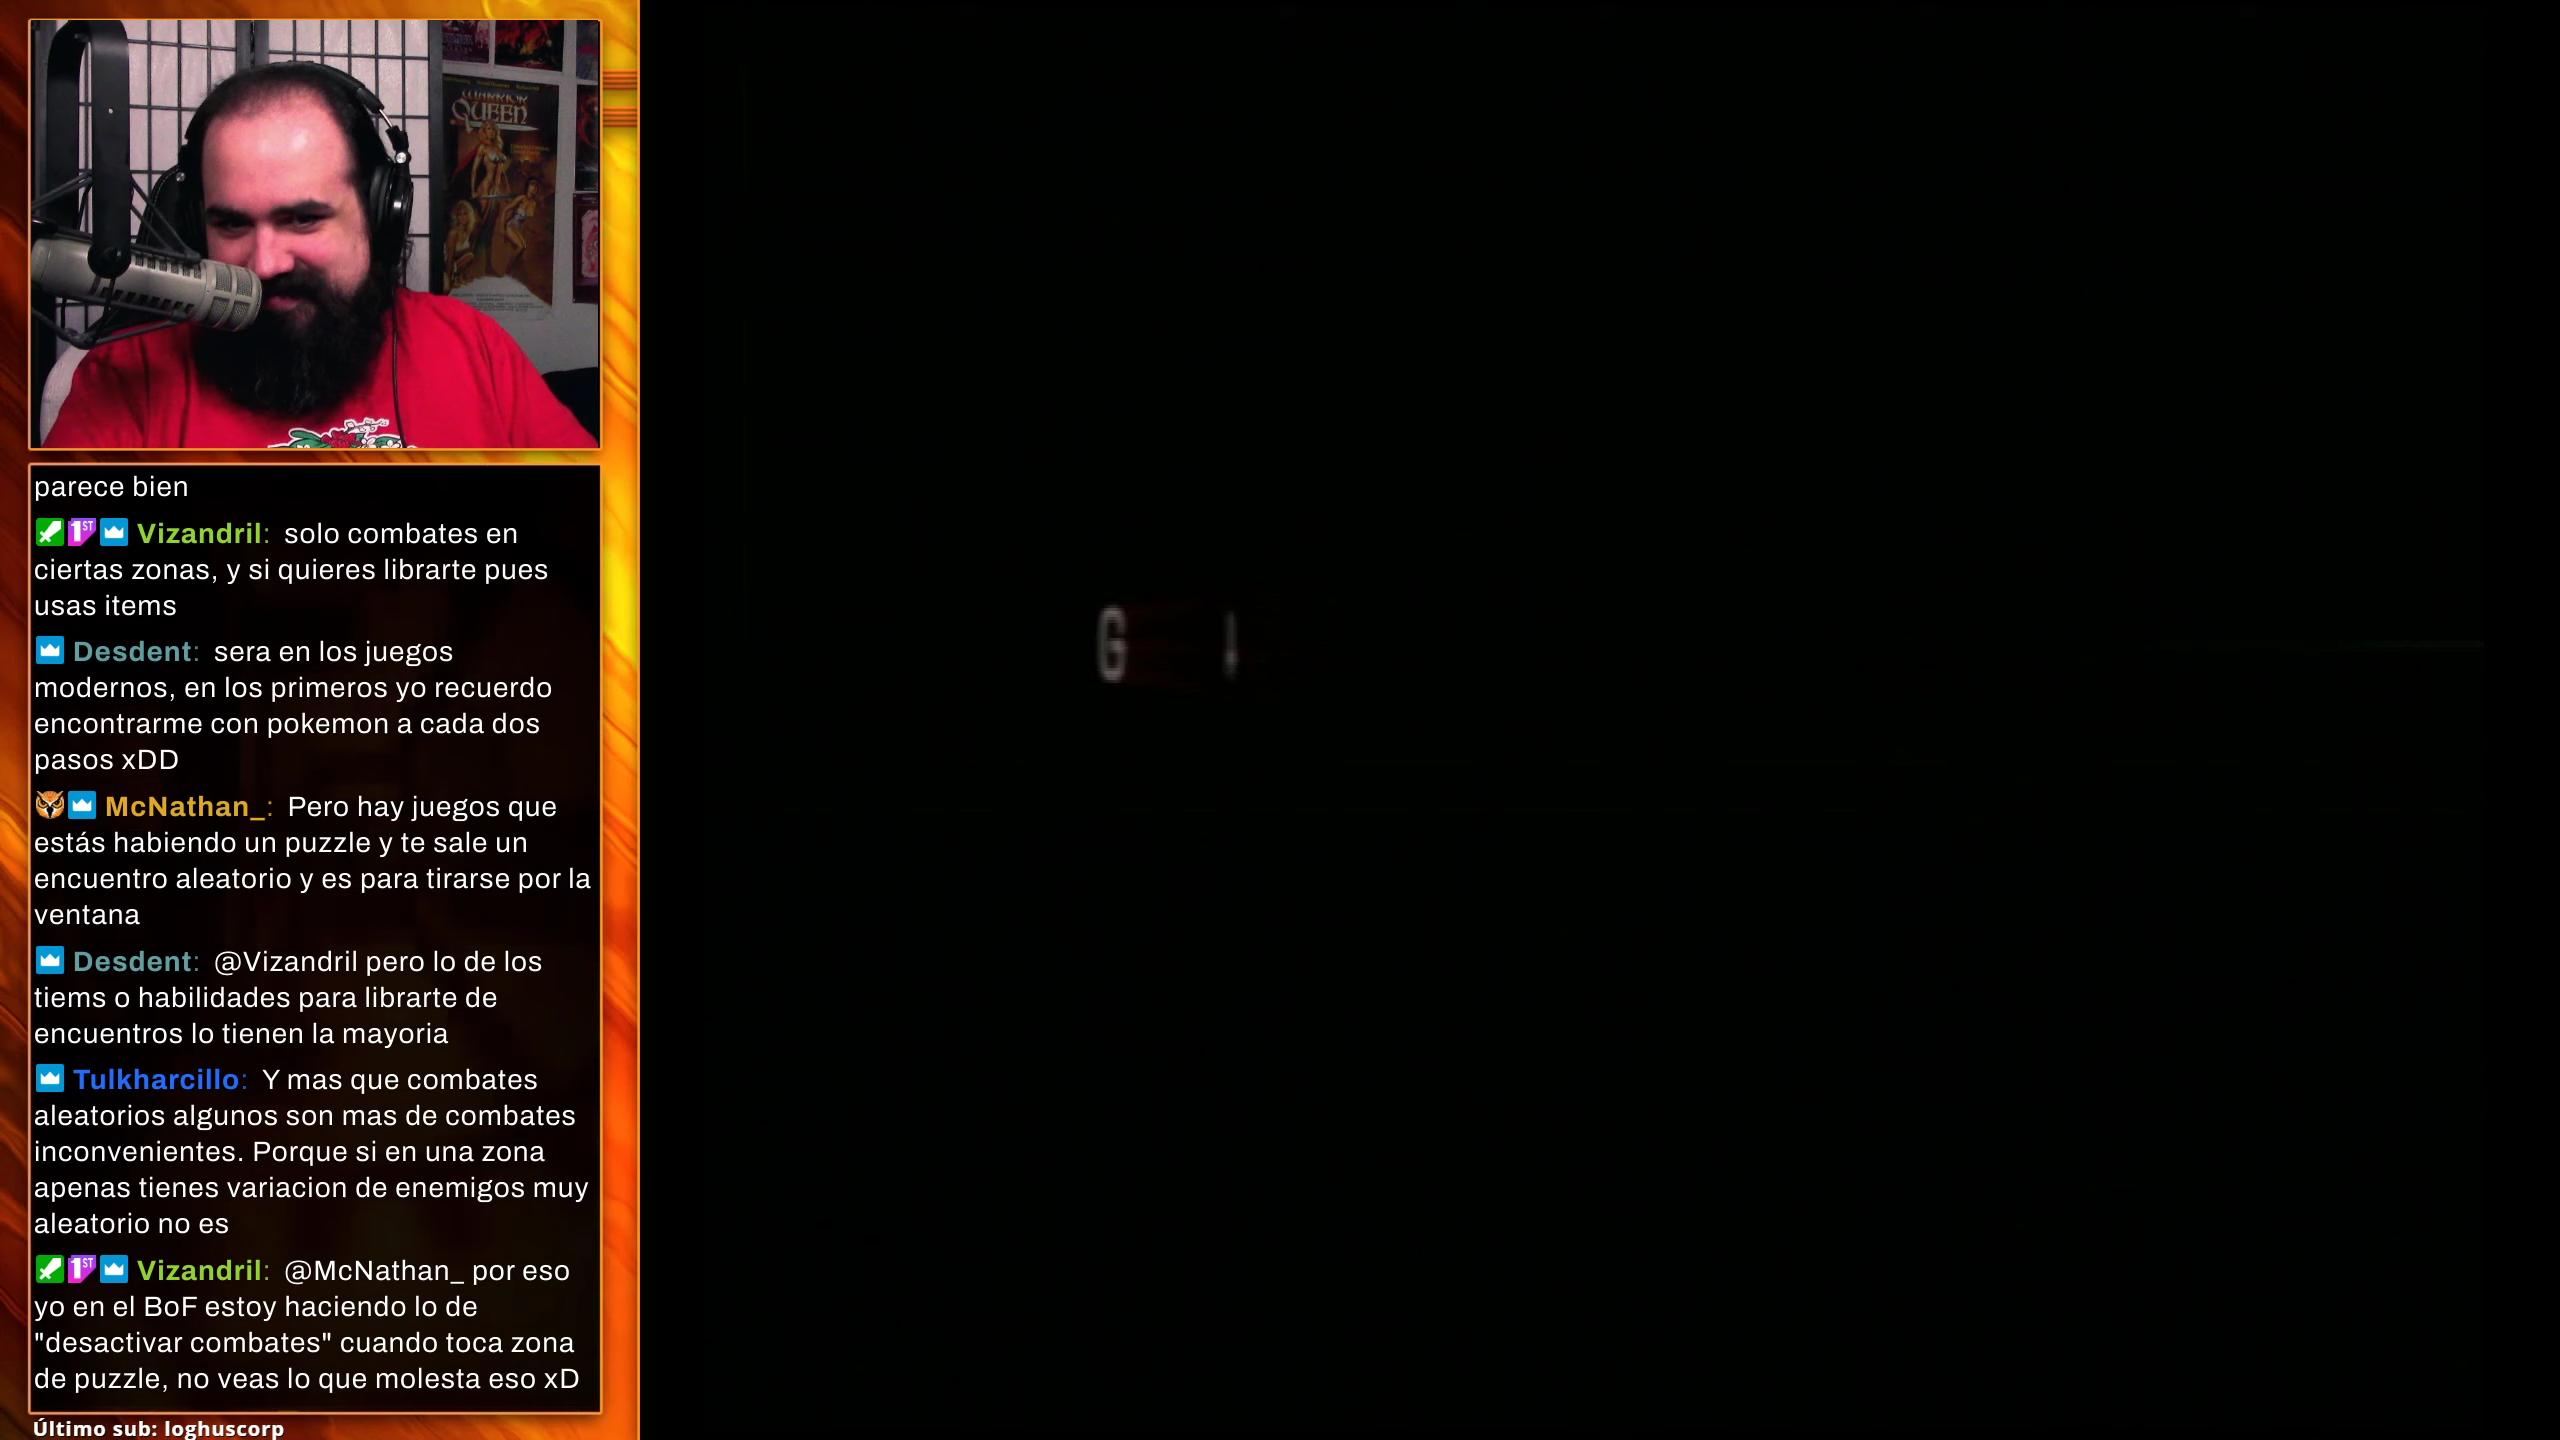 WARRIOR
QUEEN
parece bien
Vizandril: solo combates en
ciertas zonas, y si quieres librarte pues
usas items
Desdent: sera en los juegos
modernos, en los primeros yo recuerdo
encontrarme con pokemon a cada dos
pasos xDD
McNathan_: Pero hay juegos que
estás habiendo un puzzle y te sale un
encuentro aleatorio y es para tirarse por la
ventana
Desdent: @Vizandril pero lo de los
tiems o habilidades para librarte de
encuentros lo tienen la mayoria
Tulkharcillo: Y mas que combates
aleatorios algunos son mas de combates
inconvenientes. Porque si en una zona
apenas tienes variacion de enemigos muy
aleatorio no es
1ST Vizandril: @McNathan_ por eso
yo en el BoF estoy haciendo lo de
"desactivar combates" cuando toca zona
de puzzle, no veas lo que molesta eso xD
Último sub: loghuscorp
G